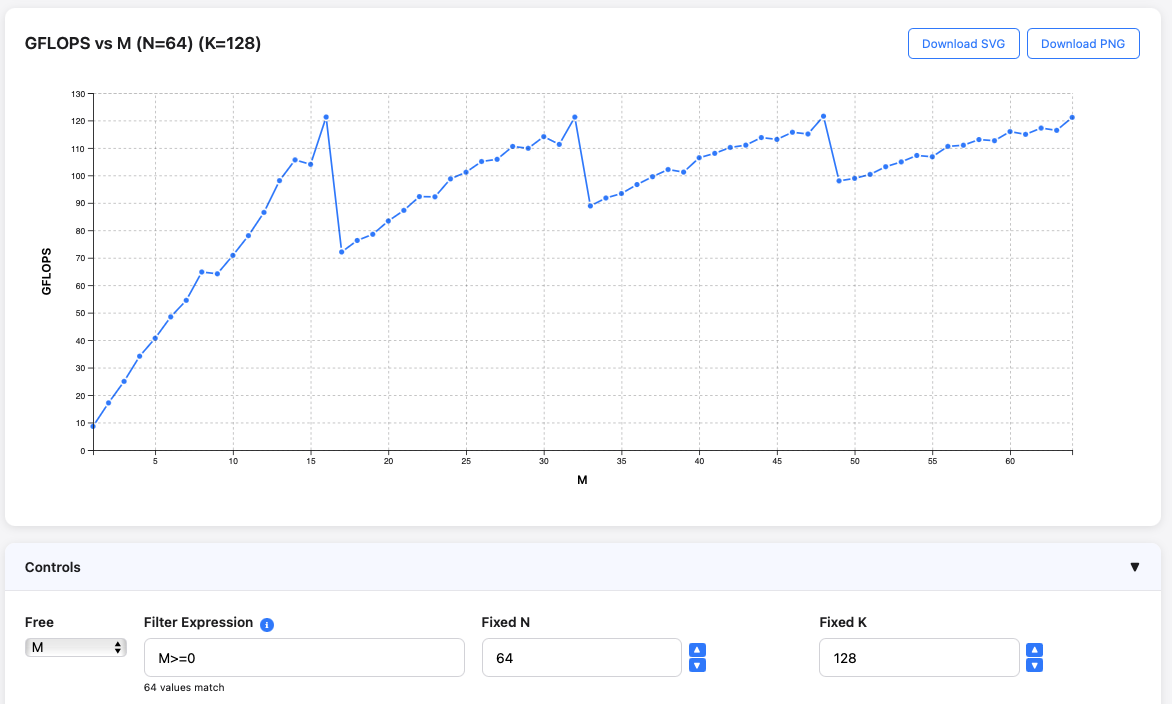 GFLOPS vs M (N=64) (K=128)
Download SVG
Download PNG
130
120
110
100
90
80
70
60
50
40
30
20
10
0
GFLOPS
5 10 15 20 25 30 35 40 45 50 55 60
M
Controls ▼
Free
M
Filter Expression i
M>=0
64 values match
Fixed N
64 ▲ ▼
Fixed K
128 ▲ ▼